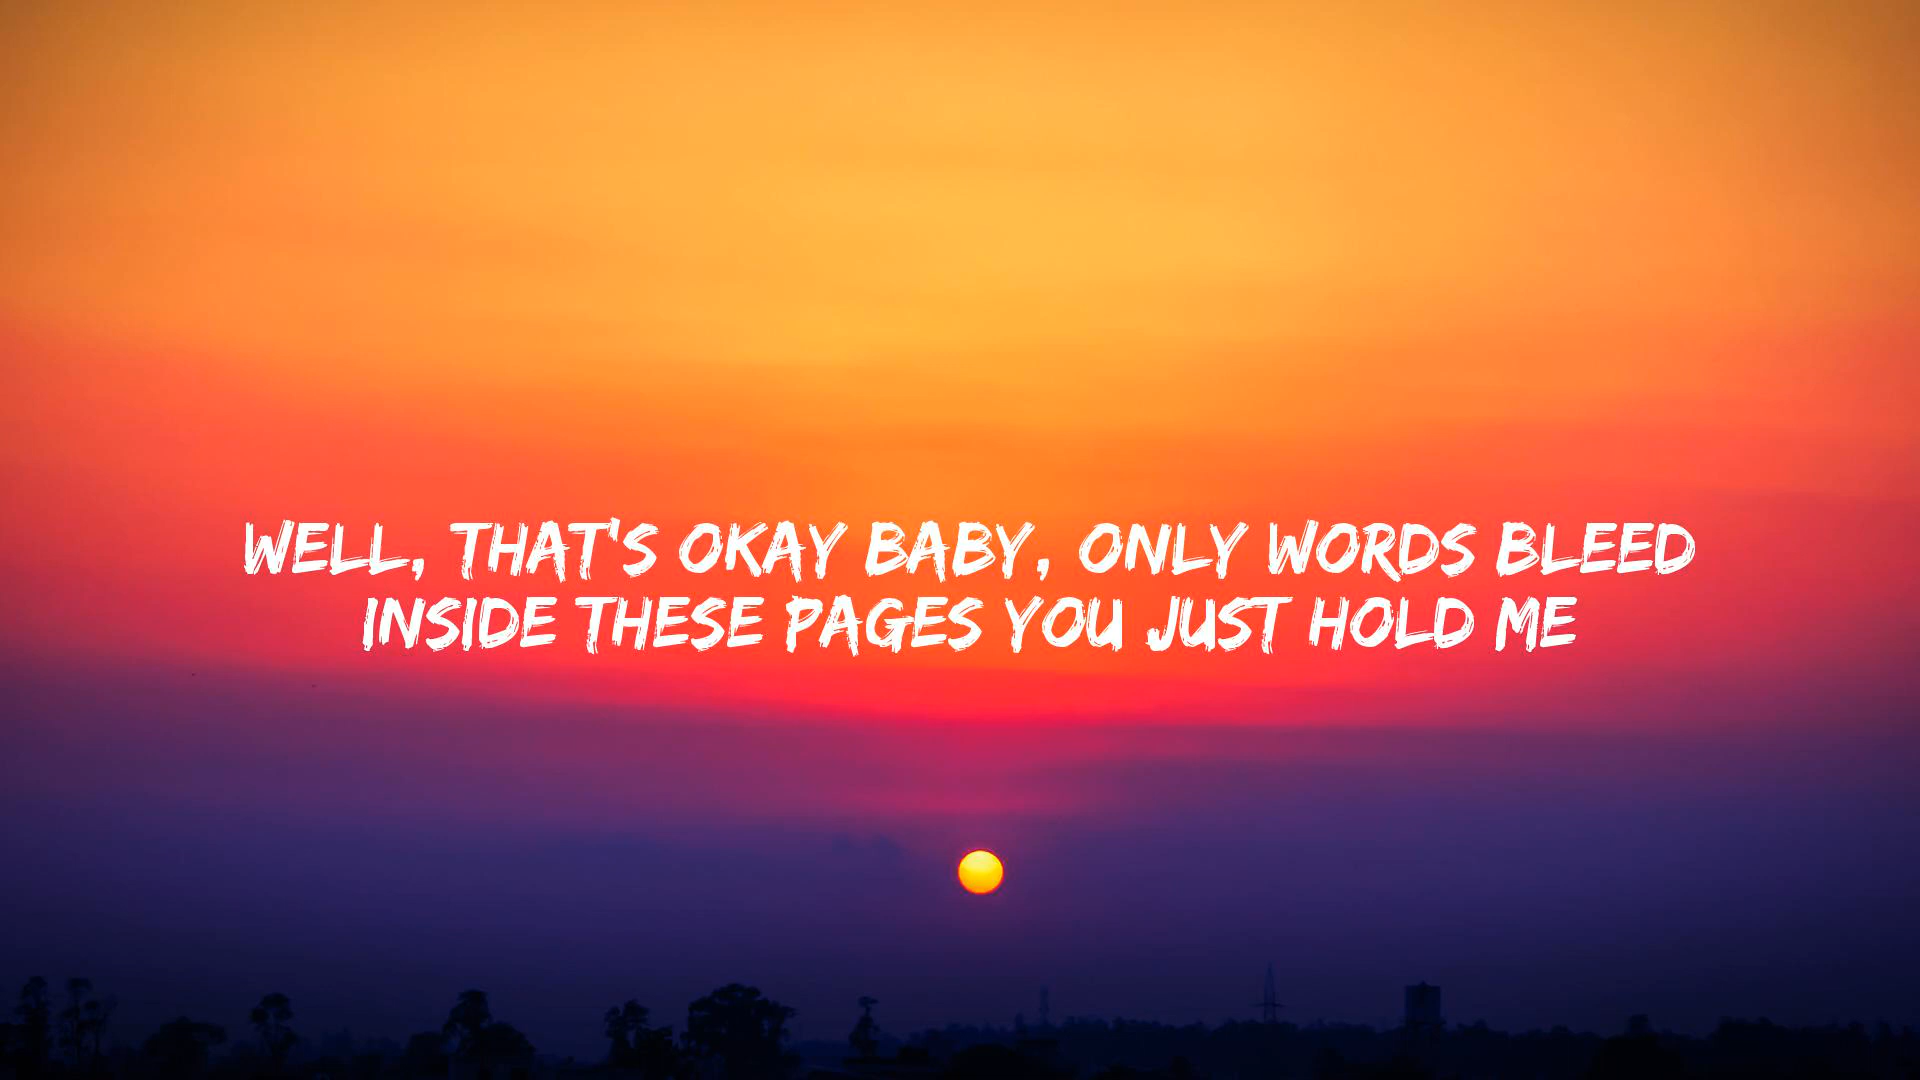 WELL, THAT'S OKAY BABY, ONLY WORDS BLEED
INSIDE THESE PAGES YOU JUST HOLD ME